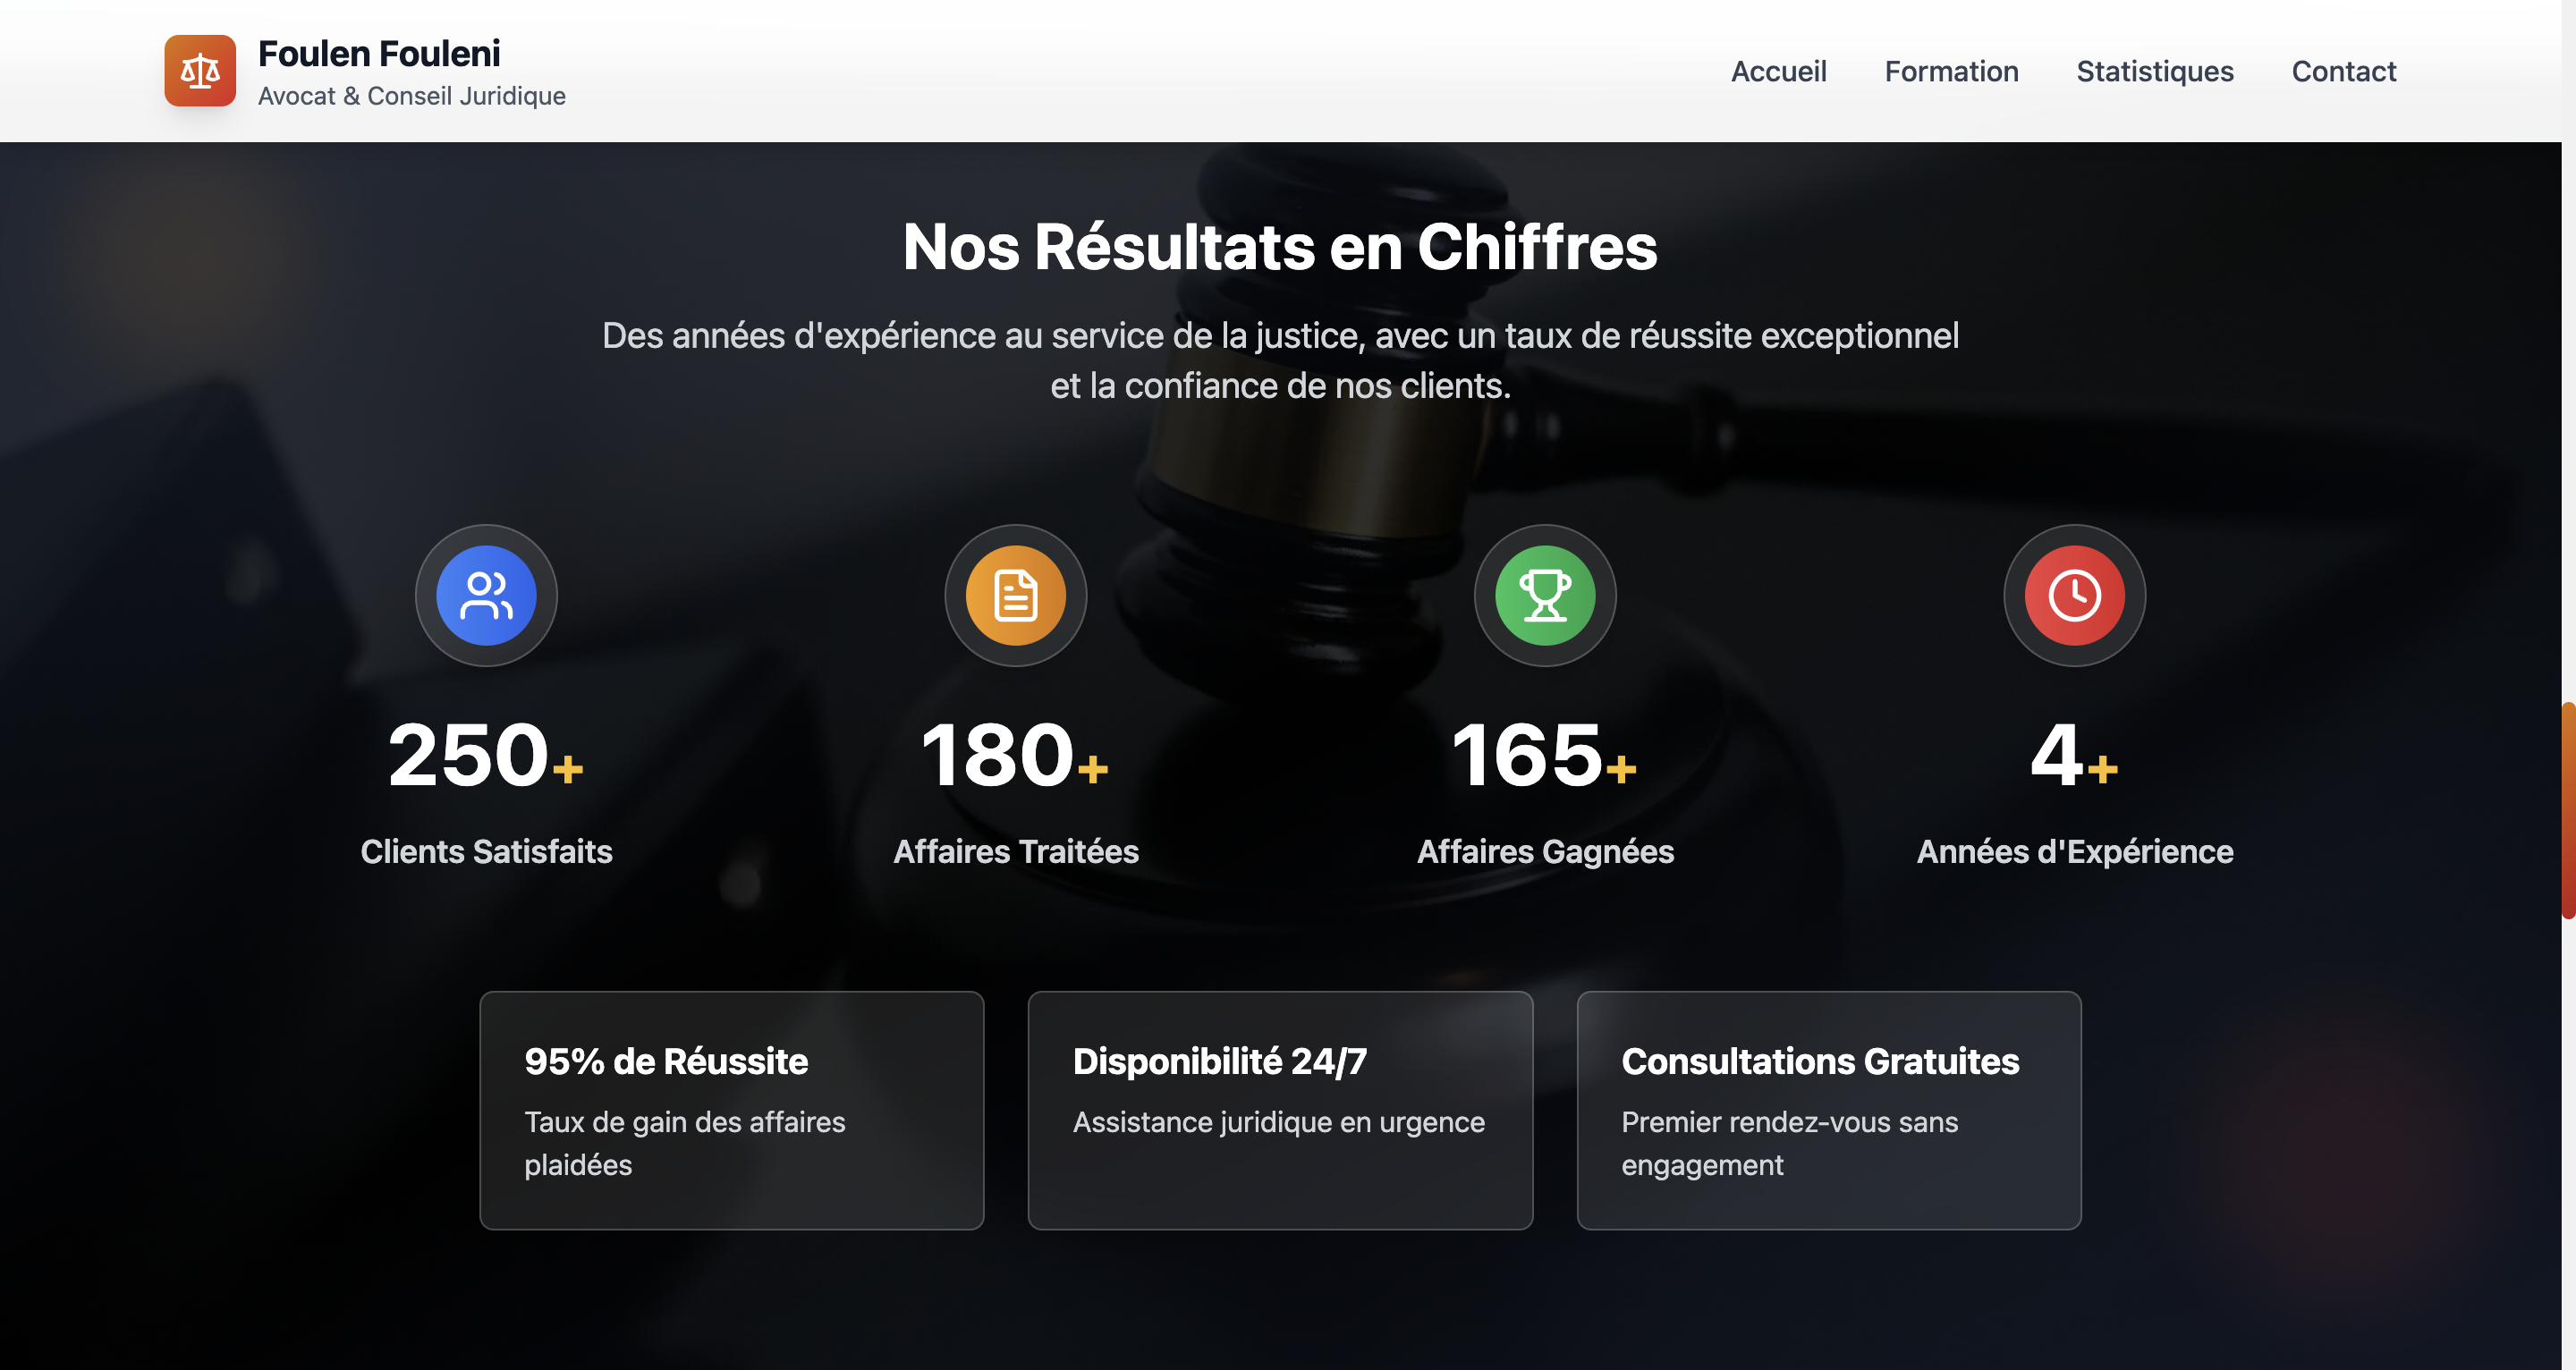 Foulen Fouleni
Avocat & Conseil Juridique
Accueil
Formation
Statistiques
Contact
Nos Résultats en Chiffres
Des années d'expérience au service de la justice, avec un taux de réussite exceptionnel
et la confiance de nos clients.
250+
Clients Satisfaits
180+
Affaires Traitées
165+
Affaires Gagnées
4+
Années d'Expérience
95% de Réussite
Taux de gain des affaires
plaidées
Disponibilité 24/7
Assistance juridique en urgence
Consultations Gratuites
Premier rendez-vous sans
engagement